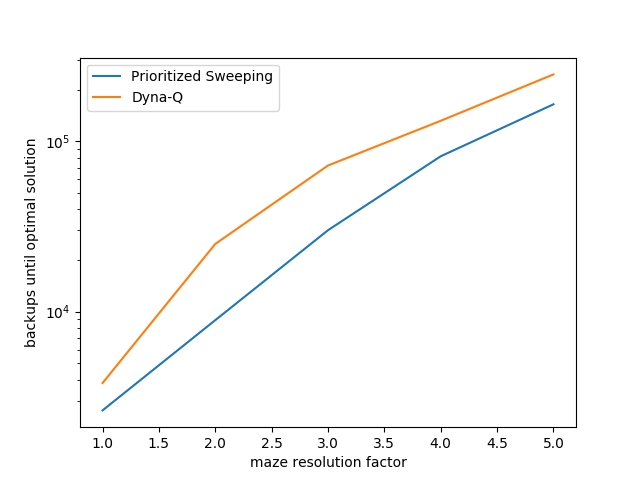 Prioritized Sweeping
Dyna-Q
backups until optimal solution
10^5
10^4
1.0 1.5 2.0 2.5 3.0 3.5 4.0 4.5 5.0
maze resolution factor